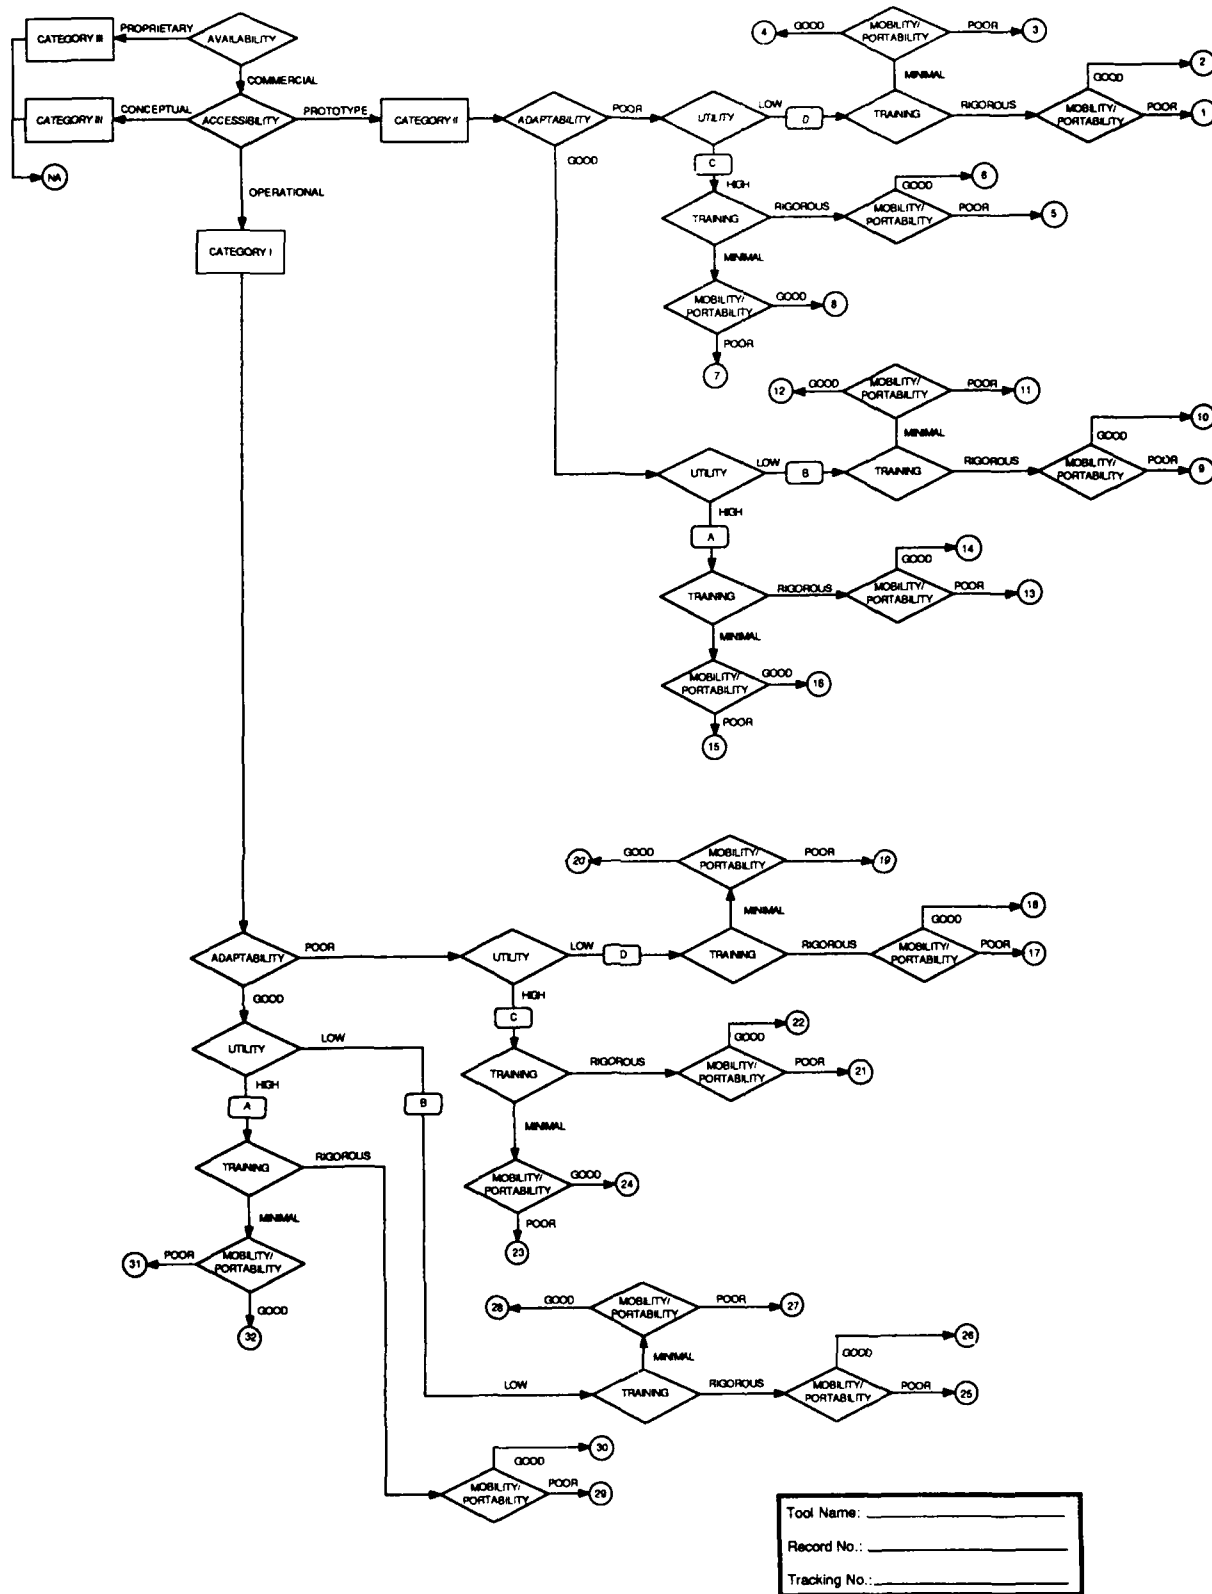 GOOD
MOBILITY/
PORTABILITY
POOR
4
3
CATEGORY III
PROPRIETARY
AVAILABILITY
MINIMAL
2
GOOD
COMMERCIAL
CATEGORY III
CONCEPTUAL
ACCESSIBILITY
PROTOTYPE
CATEGORY II
ADAPTABILITY
POOR
UTILITY
LOW
D
TRAINING
RIGOROUS
MOBILITY/
PORTABILITY
POOR
1
GOOD
C
HIGH
NA
OPERATIONAL
6
GOOD
TRAINING
RIGOROUS
MOBILITY/
PORTABILITY
POOR
5
CATEGORY I
MINIMAL
MOBILITY/
PORTABILITY
GOOD
8
POOR
7
12
GOOD
MOBILITY/
PORTABILITY
POOR
11
MINIMAL
10
GOOD
UTILITY
LOW
B
TRAINING
RIGOROUS
MOBILITY/
PORTABILITY
POOR
9
HIGH
A
14
GOOD
TRAINING
RIGOROUS
MOBILITY/
PORTABILITY
POOR
13
MINIMAL
MOBILITY/
PORTABILITY
GOOD
16
POOR
15
20
GOOD
MOBILITY/
PORTABILITY
POOR
19
MINIMAL
18
GOOD
ADAPTABILITY
POOR
UTILITY
LOW
D
TRAINING
RIGOROUS
MOBILITY/
PORTABILITY
POOR
17
GOOD
HIGH
C
22
GOOD
UTILITY
LOW
TRAINING
RIGOROUS
MOBILITY/
PORTABILITY
POOR
21
HIGH
A
B
MINIMAL
TRAINING
RIGOROUS
MOBILITY/
PORTABILITY
GOOD
24
MINIMAL
POOR
23
31
POOR
MOBILITY/
PORTABILITY
GOOD
32
28
GOOD
MOBILITY/
PORTABILITY
POOR
27
MINIMAL
26
GOOD
LOW
TRAINING
RIGOROUS
MOBILITY/
PORTABILITY
POOR
25
30
GOOD
MOBILITY/
PORTABILITY
POOR
29
Tool Name:
Record No.:
Tracking No.: